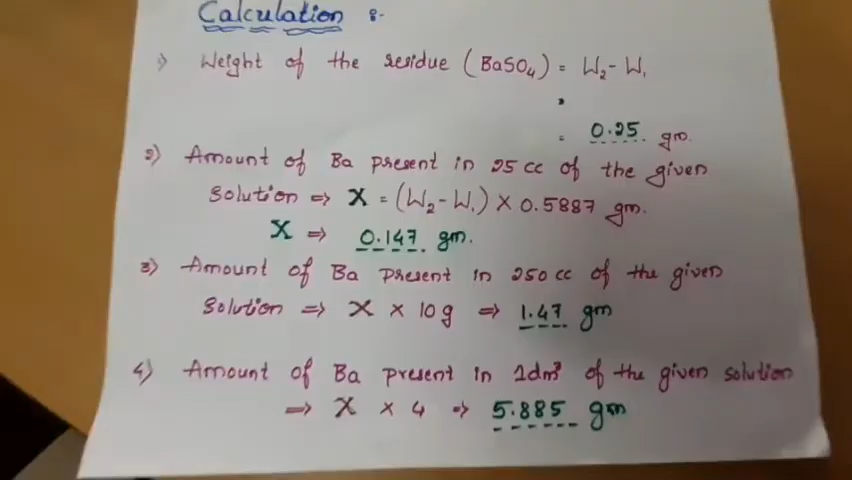 Calculation :-
1) Weight of the residue (BaSO₄) = W₂ - W₁
= 0.25 gm.
2) Amount of Ba present in 25 cc of the given
Solution ⇒ X = (W₂ - W₁) × 0.5887 gm.
X ⇒ 0.147 gm.
3) Amount of Ba present in 250 cc of the given
Solution ⇒ X × 10 g ⇒ 1.47 gm
4) Amount of Ba present in 1dm³ of the given solution
⇒ X × 4 ⇒ 5.885 gm